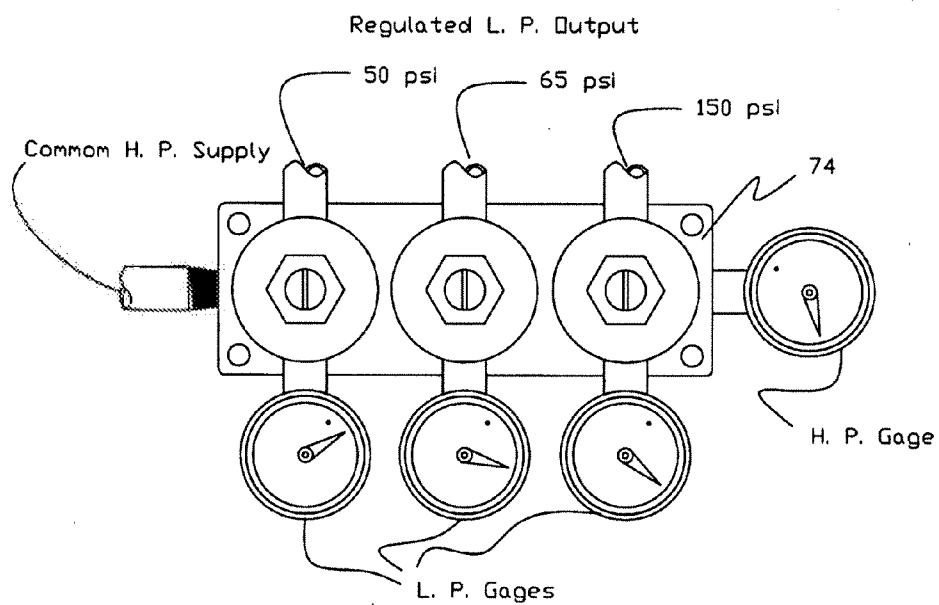 Regulated L. P. Output
50 psi
65 psi
150 psi
Commom H. P. Supply
74
H. P. Gage
L. P. Gages